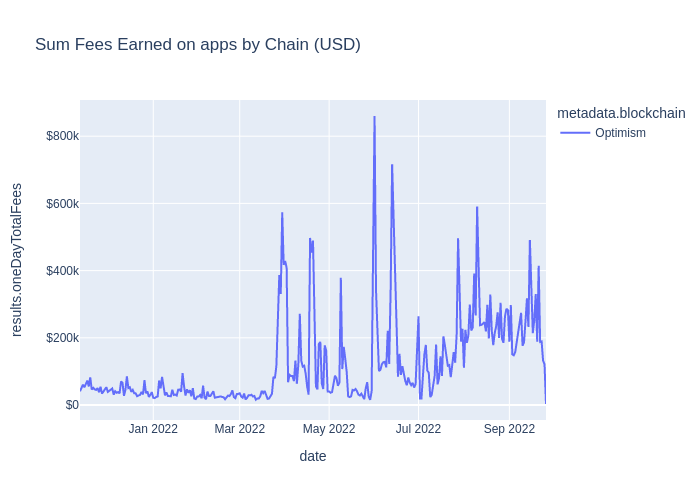 Sum Fees Earned on apps by Chain (USD)
metadata.blockchain
Optimism
results.oneDayTotalFees
$800k
$600k
$400k
$200k
$0
Jan 2022
Mar 2022
May 2022
Jul 2022
Sep 2022
date